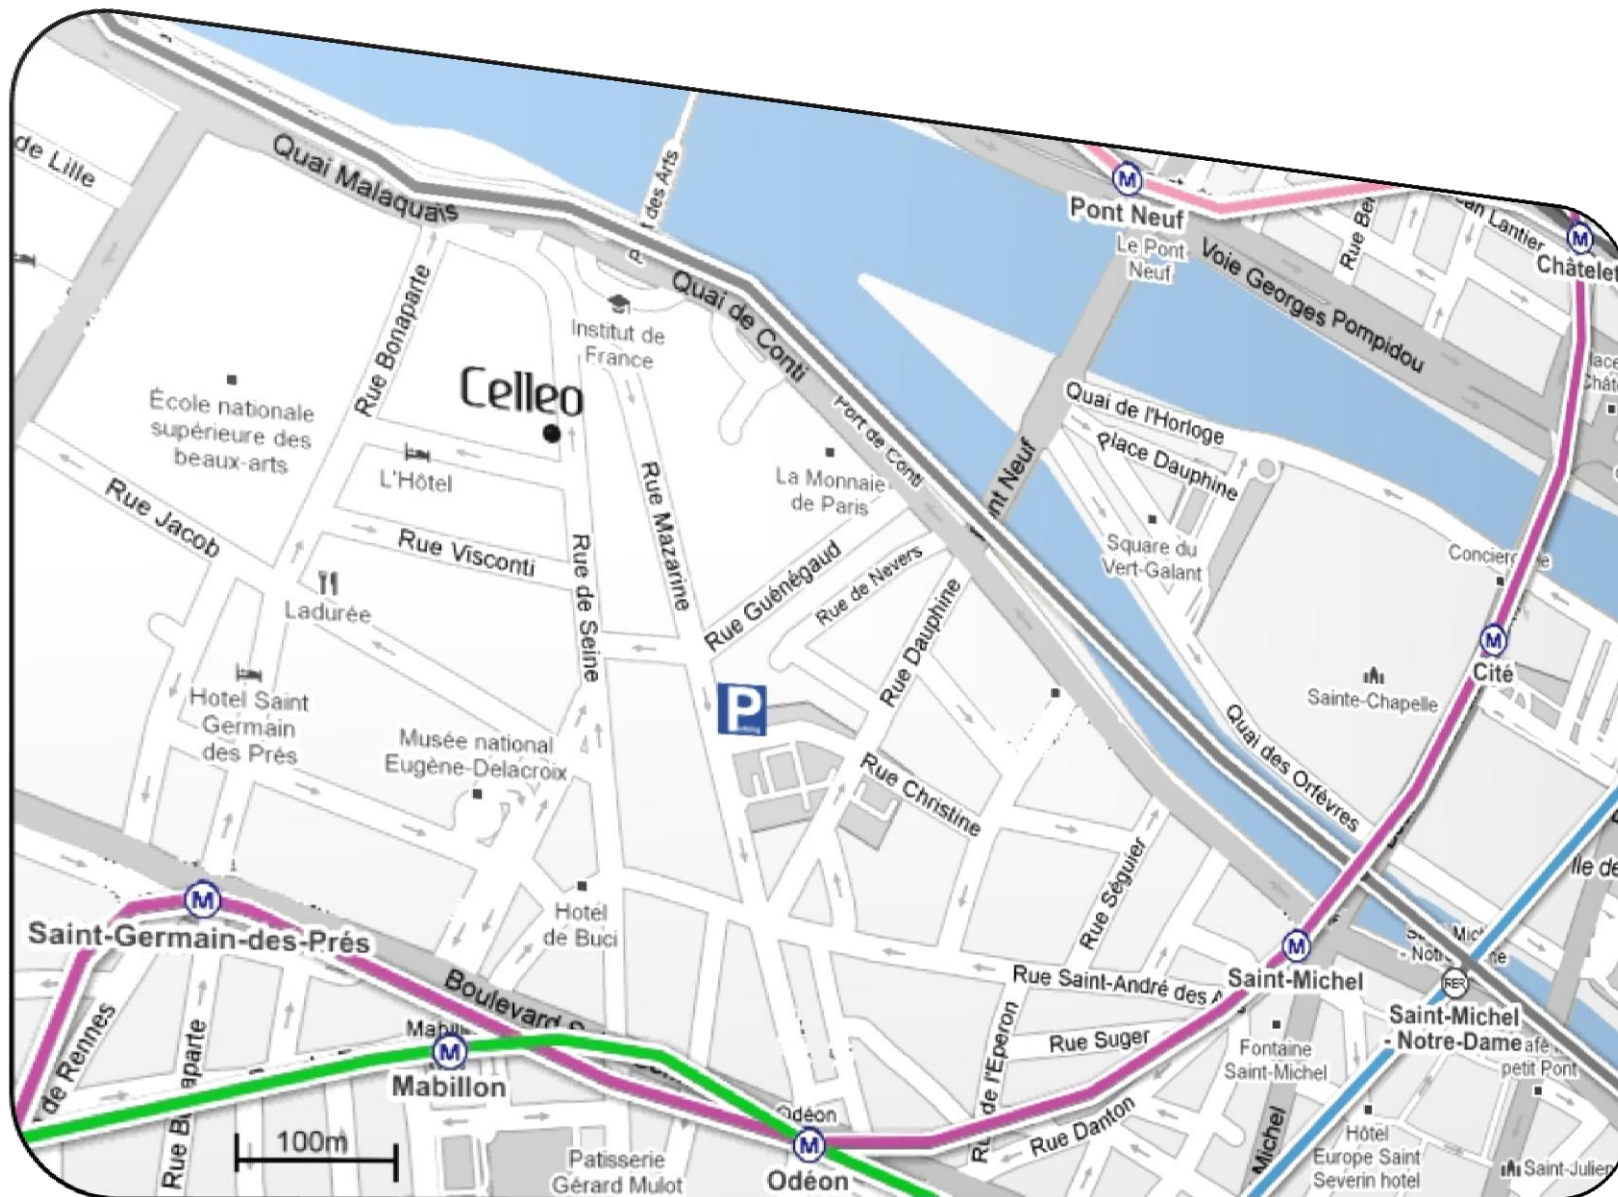 de Lille
Quai Malaquais
des Arts
Pont Neuf
Le Pont
Neuf
Voie Georges Pompidou
Châtelet
Quai de Conti
Institut de
France
Rue Bonaparte
Celleo
École nationale
supérieure des
beaux-arts
L'Hôtel
La Monnaie
de Paris
Port de Conti
Quai de l'Horloge
Place Dauphine
Rue Jacob
Rue Visconti
Rue de Seine
Rue Mazarine
Rue Guénégaud
Rue de Nevers
Rue Dauphine
Square du
Vert-Galant
Ladurée
Hotel Saint
Germain
des Prés
Musée national
Eugène-Delacroix
P
Rue Christine
M
Cité
Sainte-Chapelle
Quai des Orfèvres
Rue Séguier
Hotel
de Buci
M
Saint-Germain-des-Prés
Boulevard
Rue Saint-André des
M
Saint-Michel
RER
Saint-Michel
- Notre-Dame
petit Pont
Rue Suger
Fontaine
Saint-Michel
de Rennes
M
Mabillon
de l'Eperon
Rue Danton
Odéon
M
Odéon
Michel
Hôtel
Europe Saint
Severin hotel
Saint-Julien
100m
Patisserie
Gérard Mulot